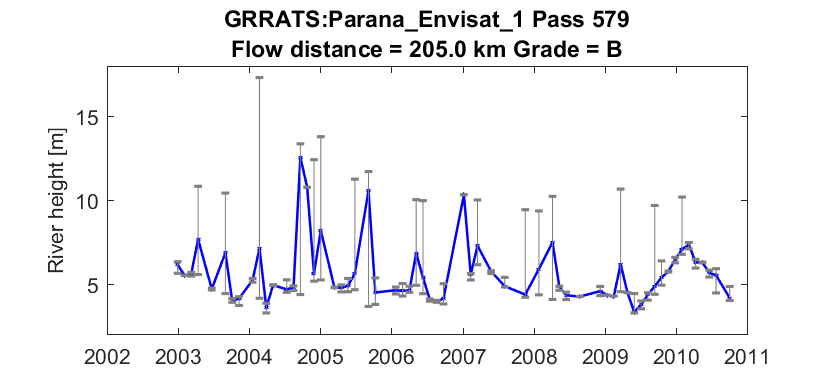 GRRATS:Parana_Envisat_1 Pass 579
Flow distance = 205.0 km Grade = B
River height [m]
15
10
5
2002 2003 2004 2005 2006 2007 2008 2009 2010 2011